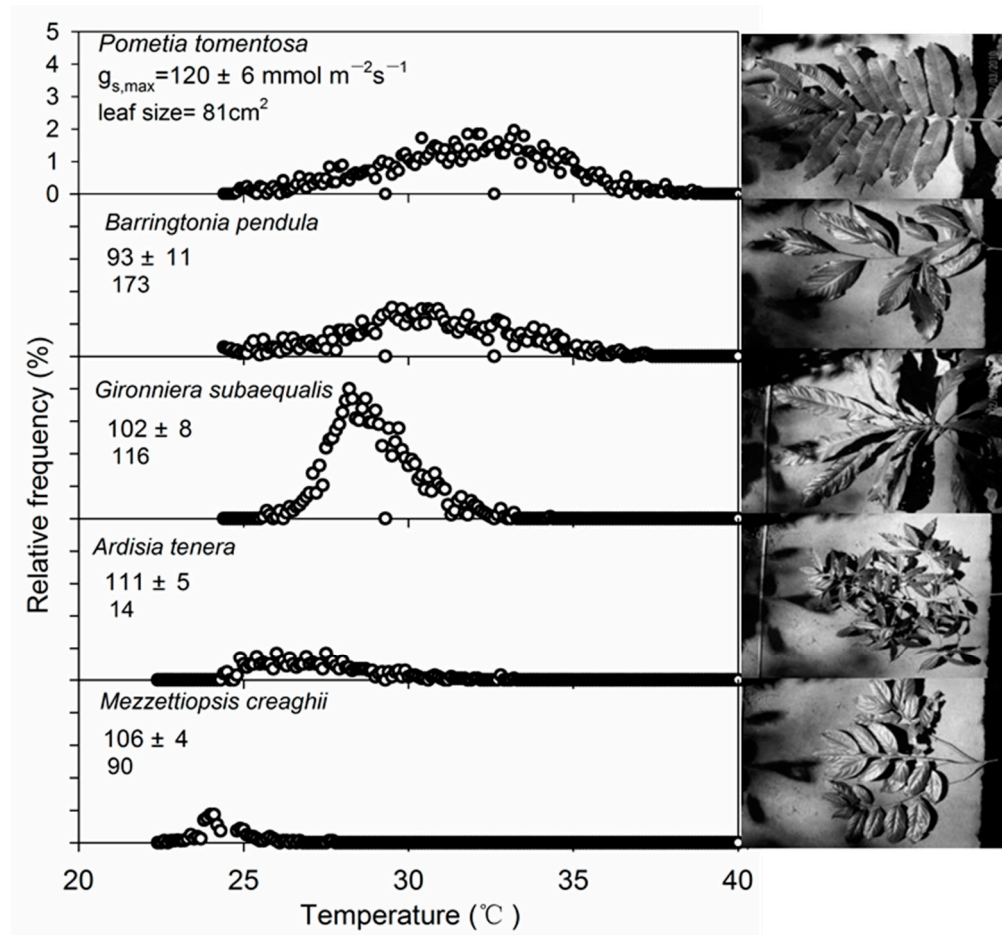 Relative frequency (%)
5
4
3
2
1
0
Pometia tomentosa
gs,max=120 ± 6 mmol m−2s−1
leaf size= 81cm2
Barringtonia pendula
93 ± 11
173
Gironniera subaequalis
102 ± 8
116
Ardisia tenera
111 ± 5
14
Mezzettiopsis creaghii
106 ± 4
90
20 25 30 35 40
Temperature (℃)